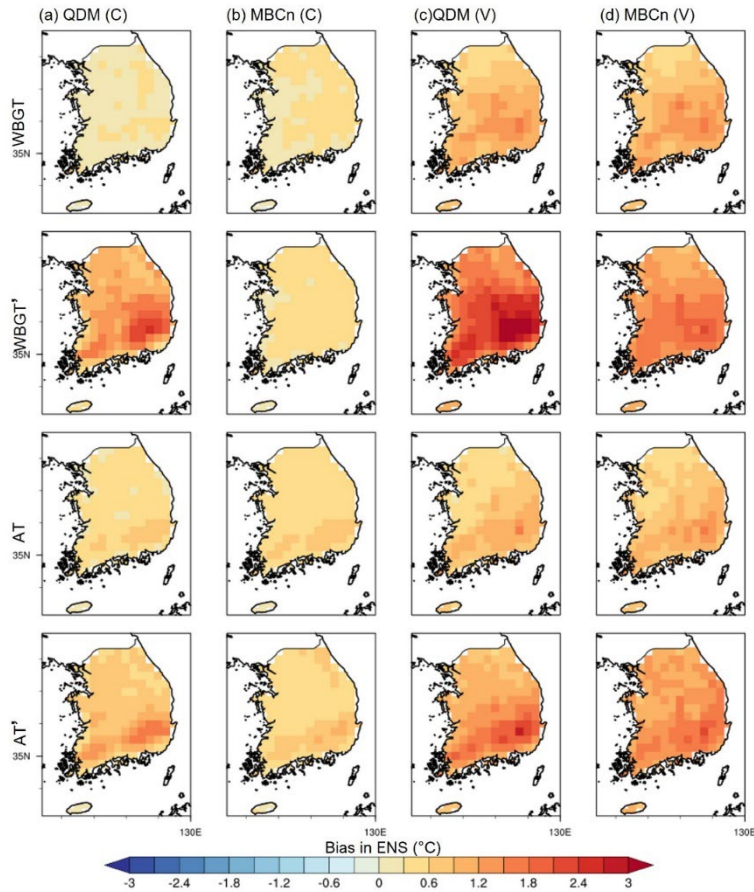 (a) QDM (C) (b) MBCn (C) (c)QDM (V) (d) MBCn (V)
WBGT
35N
WBGT’
35N
AT
35N
AT’
35N
130E 130E 130E 130E
Bias in ENS (°C)
-3 -2.4 -1.8 -1.2 -0.6 0 0.6 1.2 1.8 2.4 3